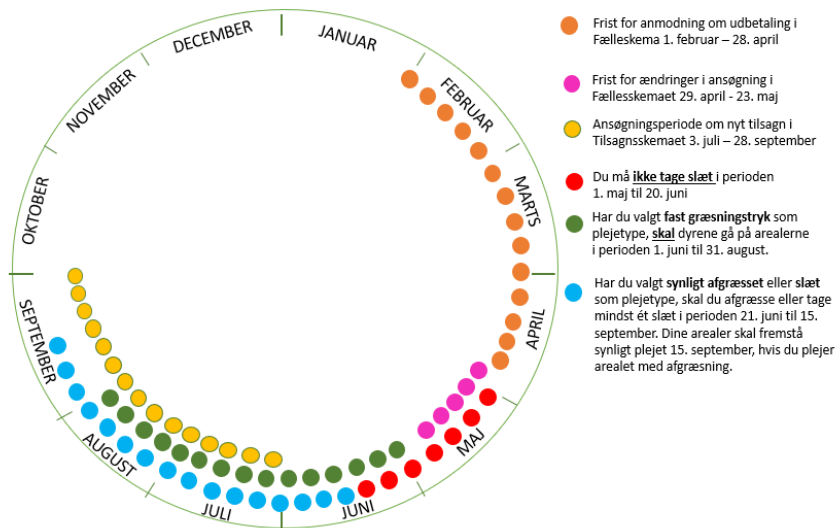 JANUAR
FEBRUAR
MARTS
APRIL
MAJ
JUNI
JULI
AUGUST
SEPTEMBER
OKTOBER
NOVEMBER
DECEMBER
Frist for anmodning om udbetaling i
Fælleskema 1. februar – 28. april
Frist for ændringer i ansøgning i
Fællesskemaet 29. april - 23. maj
Ansøgningsperiode om nyt tilsagn i
Tilsagnsskemaet 3. juli – 28. september
Du må ikke tage slæt i perioden
1. maj til 20. juni
Har du valgt fast græsningstryk som
plejetype, skal dyrene gå på arealerne
i perioden 1. juni til 31. august.
Har du valgt synligt afgræsset eller slæt
som plejetype, skal du afgræsse eller tage
mindst ét slæt i perioden 21. juni til 15.
september. Dine arealer skal fremstå
synligt plejet 15. september, hvis du plejer
arealet med afgræsning.